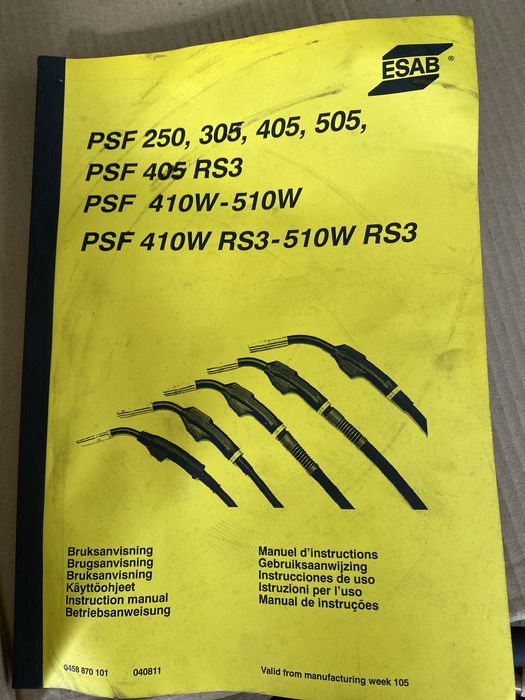 ESAB®
PSF 250, 305, 405, 505,
PSF 405 RS3
PSF 410W-510W
PSF 410W RS3-510W RS3
Bruksanvisning
Brugsanvisning
Bruksanvisning
Käyttöohjeet
Instruction manual
Betriebsanweisung
Manuel d'instructions
Gebruiksaanwijzing
Instrucciones de uso
Istruzioni per l'uso
Manual de instruções
0458 870 101 040811
Valid from manufacturing week 105